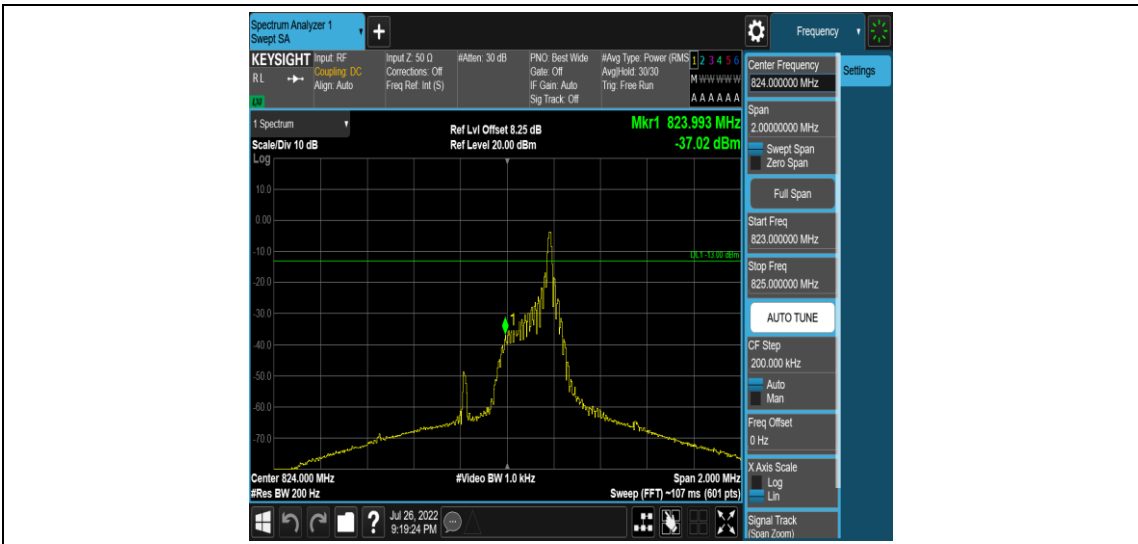 Spectrum Analyzer 1
Swept SA
+
Frequency
KEYSIGHT
RL
LXI
Input: RF
Coupling: DC
Align: Auto
Input Z: 50 Ω
Corrections: Off
Freq Ref: Int (S)
#Atten: 30 dB
PNO: Best Wide
Gate: Off
IF Gain: Auto
Sig Track: Off
#Avg Type: Power (RMS
Avg|Hold: 30/30
Trig: Free Run
1 2 3 4 5 6
M W W W W W
A A A A A A
Center Frequency
824.000000 MHz
Settings
Span
2.00000000 MHz
Swept Span
Zero Span
Full Span
Start Freq
823.000000 MHz
Stop Freq
825.000000 MHz
AUTO TUNE
CF Step
200.000 kHz
Auto
Man
Freq Offset
0 Hz
X Axis Scale
Log
Lin
Signal Track
(Span Zoom)
1 Spectrum
Scale/Div 10 dB
Ref Lvl Offset 8.25 dB
Ref Level 20.00 dBm
Mkr1 823.993 MHz
-37.02 dBm
Log
10.0
0.00
-10.0
-20.0
-30.0
-40.0
-50.0
-60.0
-70.0
DL1 -13.00 dBm
1
Center 824.000 MHz
#Res BW 200 Hz
#Video BW 1.0 kHz
Span 2.000 MHz
Sweep (FFT) ~107 ms (601 pts)
?
Jul 26, 2022
9:19:24 PM